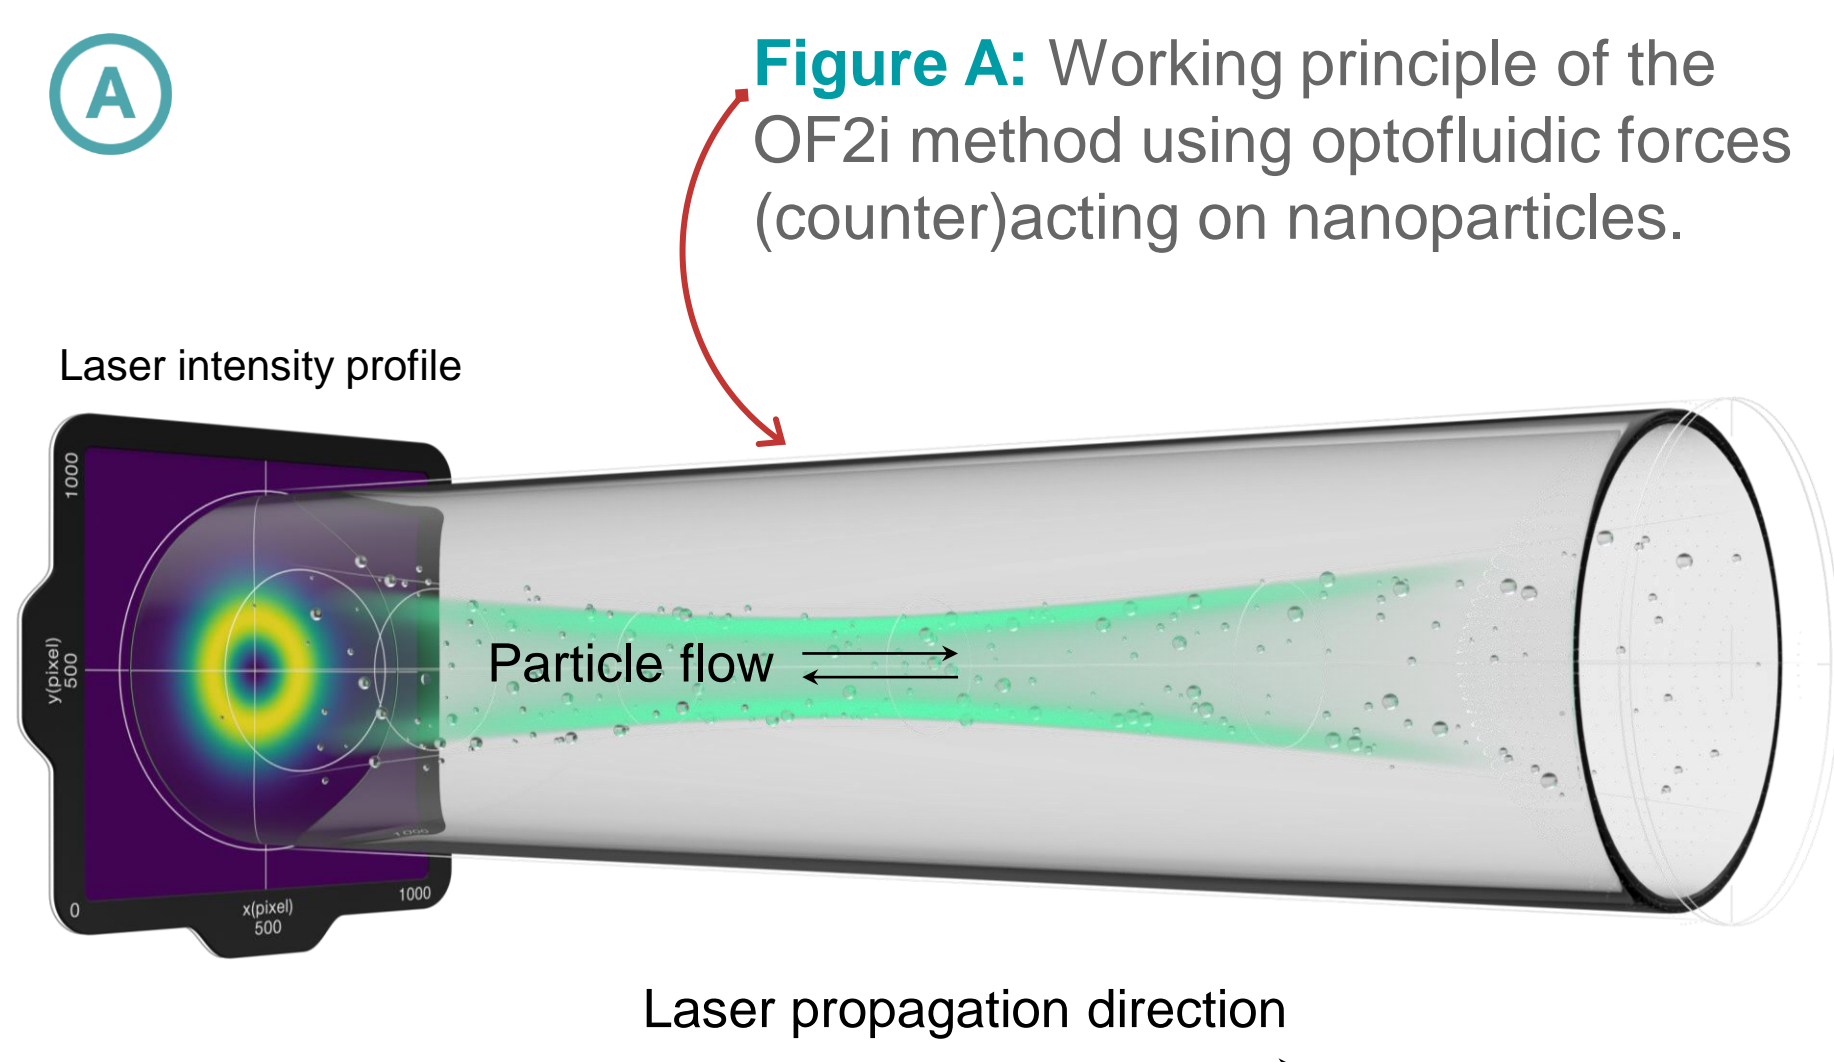 A
Figure A: Working principle of the
OF2i method using optofluidic forces
(counter)acting on nanoparticles.
Laser intensity profile
1000
y(pixel)
500
Particle flow
1000
0
x(pixel)
500
1000
Laser propagation direction